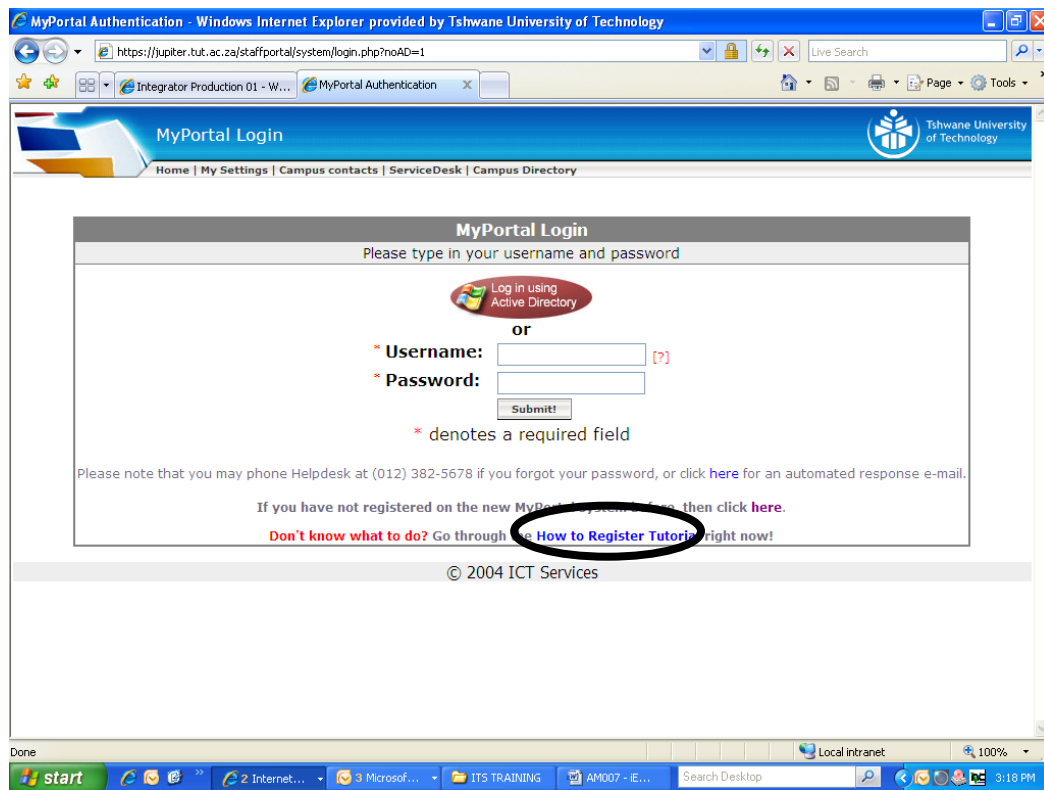 MyPortal Authentication - Windows Internet Explorer provided by Tshwane University of Technology
https://jupiter.tut.ac.za/staffportal/system/login.php?noAD=1
Live Search
Integrator Production 01 - W...
MyPortal Authentication
X
Page
Tools
MyPortal Login
Tshwane University
of Technology
Home | My Settings | Campus contacts | ServiceDesk | Campus Directory
MyPortal Login
Please type in your username and password
Log in using
Active Directory
or
* Username:
[?]
* Password:
Submit!
* denotes a required field
Please note that you may phone Helpdesk at (012) 382-5678 if you forgot your password, or click here for an automated response e-mail.
If you have not registered on the new MyPortal system before, then click here.
Don't know what to do? Go through the How to Register Tutorial right now!
© 2004 ICT Services
Done
Local intranet
100%
start
2 Internet...
3 Microsof...
ITS TRAINING
AM007 - iE...
Search Desktop
3:18 PM